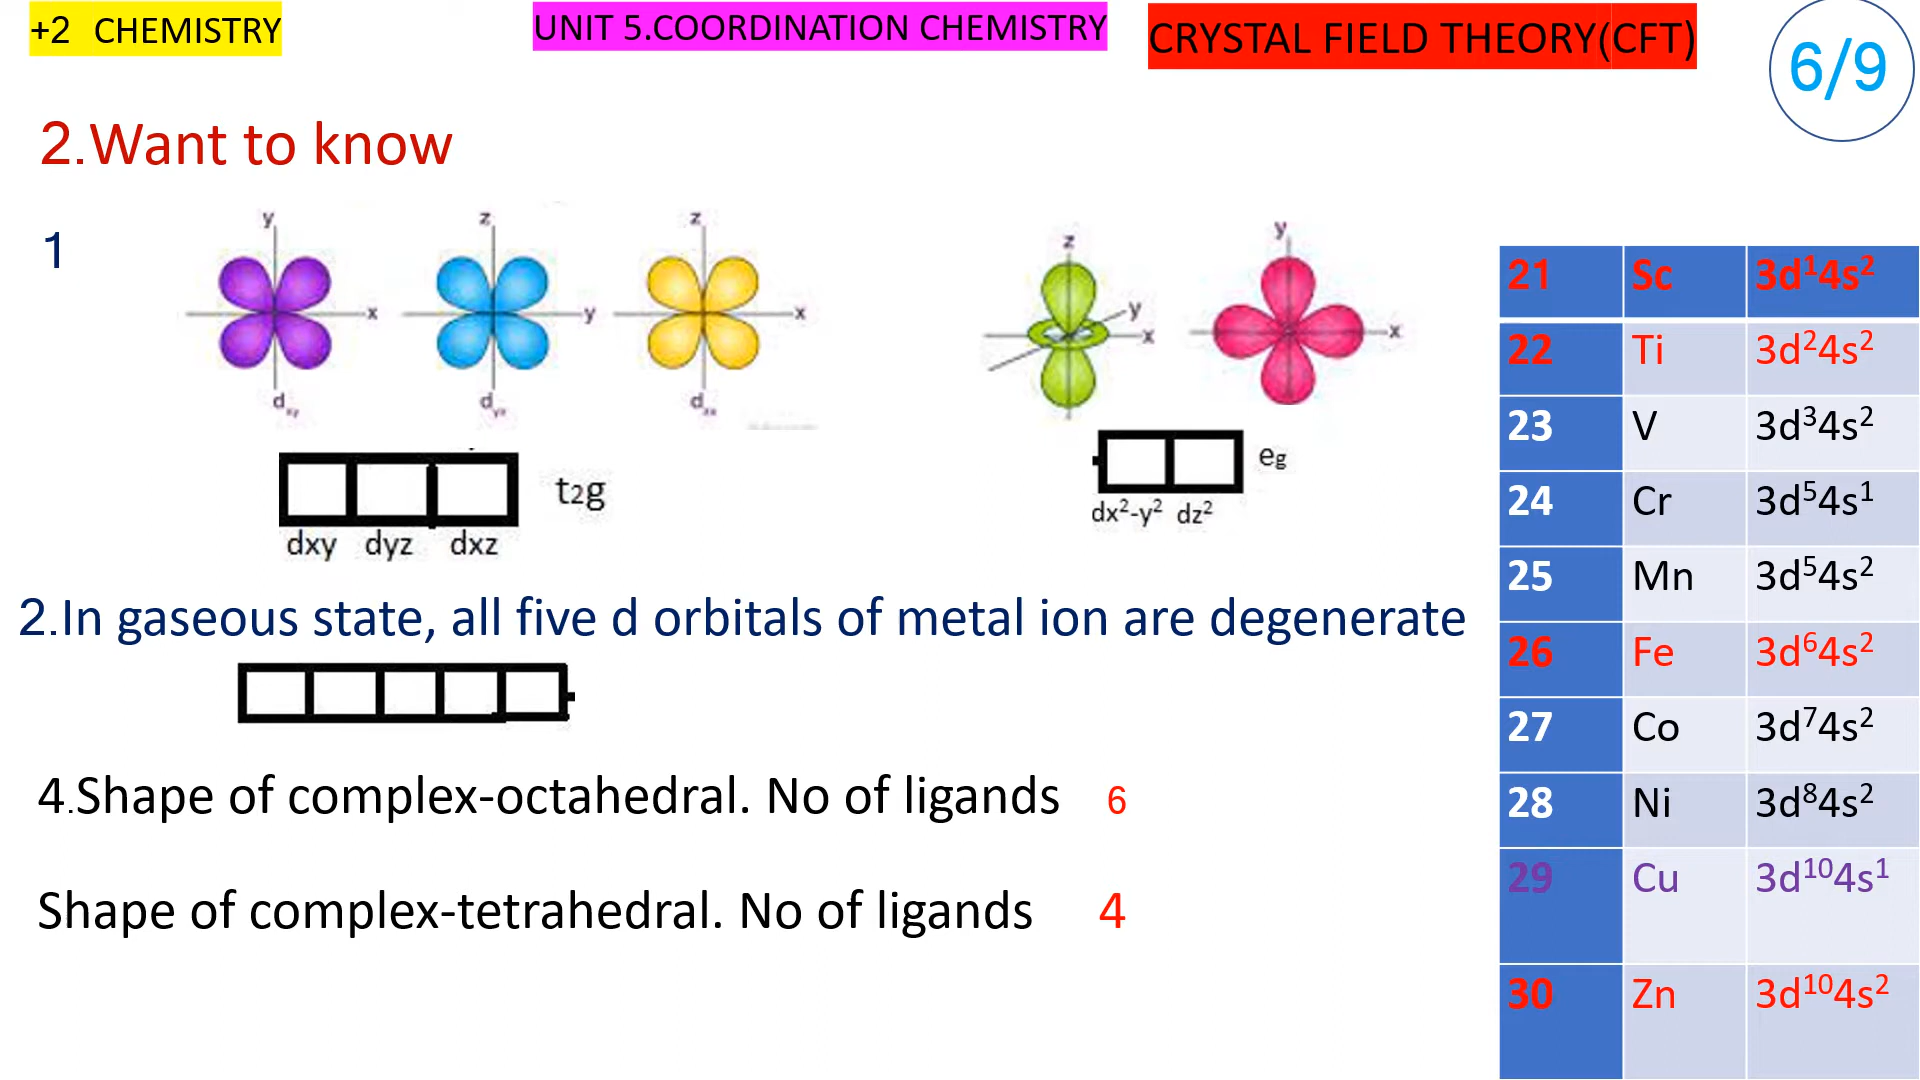 +2 CHEMISTRY
UNIT 5.COORDINATION CHEMISTRY
CRYSTAL FIELD THEORY(CFT)
6/9
2.Want to know
1
y
x
d
xy
z
y
d
yz
z
x
d
z
y
x
y
x
t₂g
dxy dyz dxz
eg
dx²-y² dz²
2.In gaseous state, all five d orbitals of metal ion are degenerate
4.Shape of complex-octahedral. No of ligands 6
Shape of complex-tetrahedral. No of ligands 4
21 Sc 3d¹4s²
22 Ti 3d²4s²
23 V 3d³4s²
24 Cr 3d⁵4s¹
25 Mn 3d⁵4s²
26 Fe 3d⁶4s²
27 Co 3d⁷4s²
28 Ni 3d⁸4s²
29 Cu 3d¹⁰4s¹
30 Zn 3d¹⁰4s²